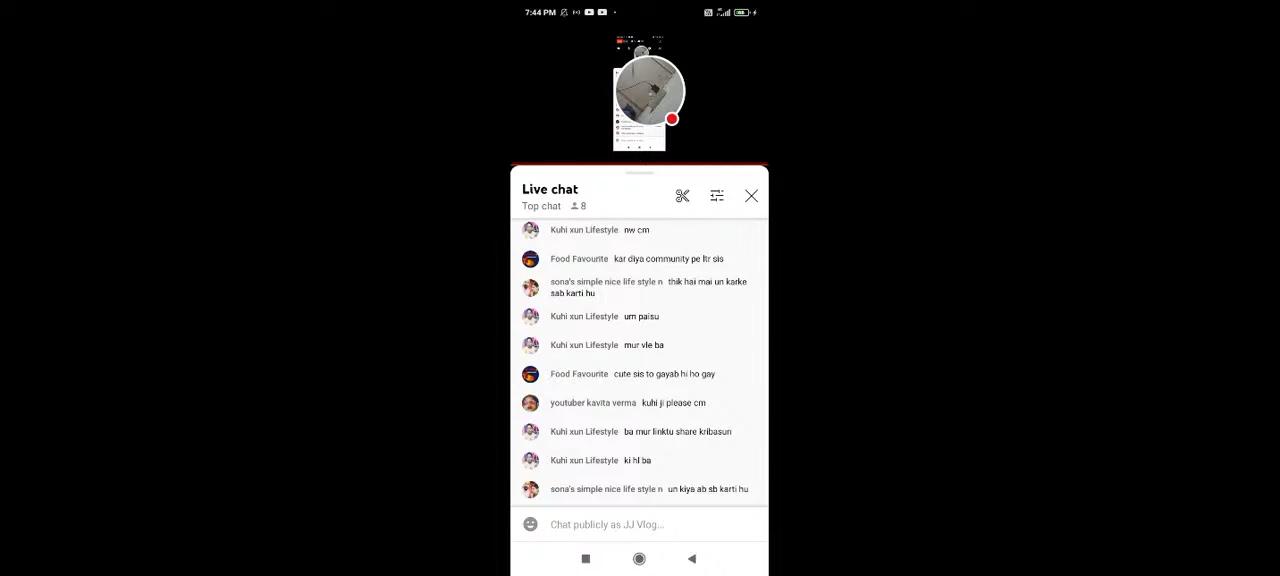 7:44 PM
Live chat
Top chat 8
Kuhi xun Lifestyle nw cm
Food Favourite kar diya community pe ltr sis
sona's simple nice life style n thik hai mai un karke
sab karti hu
Kuhi xun Lifestyle um paisu
Kuhi xun Lifestyle mur vle ba
Food Favourite cute sis to gayab hi ho gay
youtuber kavita verma kuhi ji please cm
Kuhi xun Lifestyle ba mur linktu share kribasun
Kuhi xun Lifestyle ki hl ba
sona's simple nice life style n un kiya ab sb karti hu
Chat publicly as JJ Vlog...